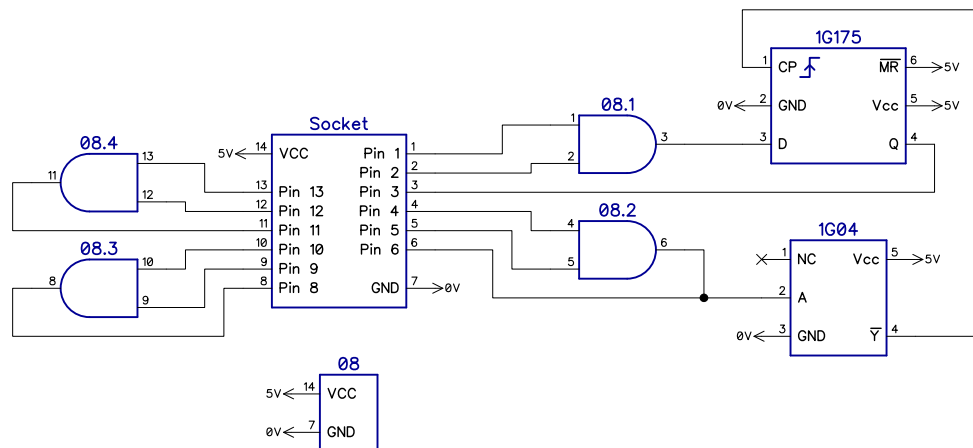 1G175
1 CP MR 6 5V
0V 2 GND Vcc 5 5V
3 D Q 4
08.1
1
2
3
Socket
5V 14 VCC Pin 1 1
Pin 2 2
13 Pin 13 Pin 3 3
12 Pin 12 Pin 4 4
11 Pin 11 Pin 5 5
10 Pin 10 Pin 6 6
9 Pin 9
8 Pin 8 GND 7 0V
08.4
13
11
12
08.3
10
8
9
08.2
4
6
5
1G04
1 NC Vcc 5 5V
2 A
0V 3 GND Y 4
08
5V 14 VCC
0V 7 GND